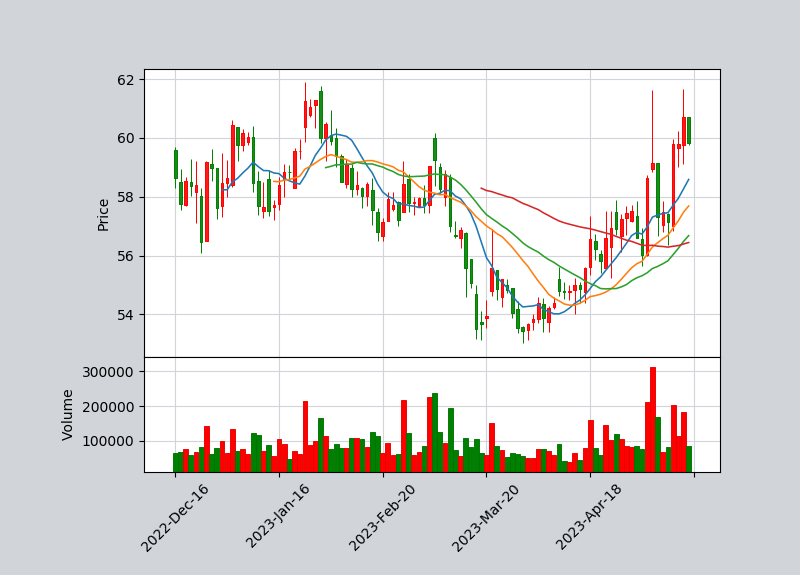 62
60
58
56
54
Price
300000
200000
100000
Volume
2022-Dec-16
2023-Jan-16
2023-Feb-20
2023-Mar-20
2023-Apr-18